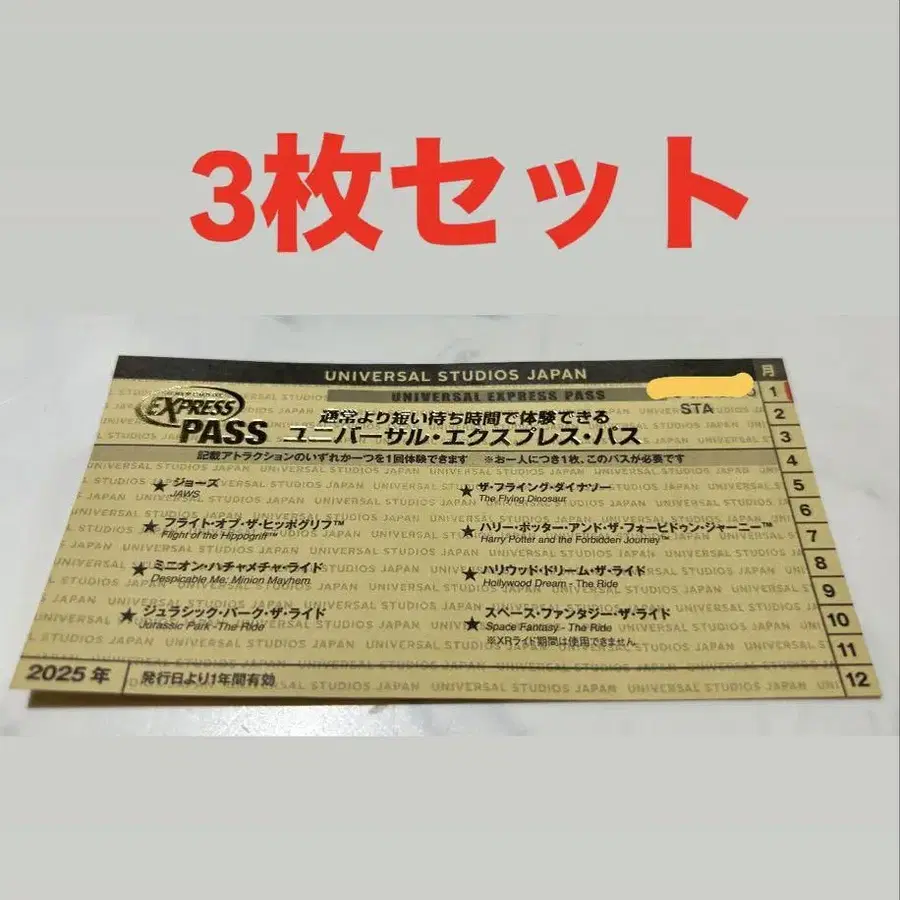 3枚セット
UNIVERSAL STUDIOS JAPAN
月
UNIVERSAL EXPRESS PASS
STA
EXPRESS
PASS
通常より短い待ち時間で体験できる
ユニバーサル・エクスプレス・パス
記載アトラクションのいずれか一つを1回体験できます ※お一人につき1枚、このパスが必要です
★ ジョーズ
JAWS
★ フライト・オブ・ザ・ヒッポグリフ™
Flight of the Hippogriff™
★ ミニオン・ハチャメチャ・ライド
Despicable Me: Minion Mayhem
★ ジュラシック・パーク・ザ・ライド
Jurassic Park - The Ride
★ ザ・フライング・ダイナソー
The Flying Dinosaur
★ ハリー・ポッター・アンド・ザ・フォービドゥン・ジャーニー™
Harry Potter and the Forbidden Journey™
★ ハリウッド・ドリーム・ザ・ライド
Hollywood Dream - The Ride
★ スペース・ファンタジー・ザ・ライド
Space Fantasy - The Ride
※XRライド期間は使用できません。
1
2
3
4
5
6
7
8
9
10
11
12
2025年
発行日より1年間有効